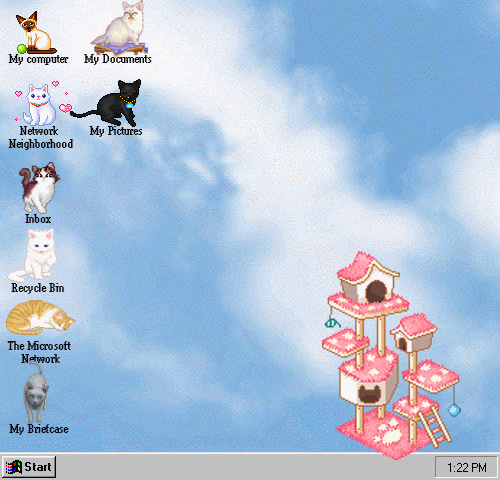 My computer
My Documents
Network
Neighborhood
My Pictures
Inbox
Recycle Bin
The Microsoft
Network
My Briefcase
Start
1:22 PM